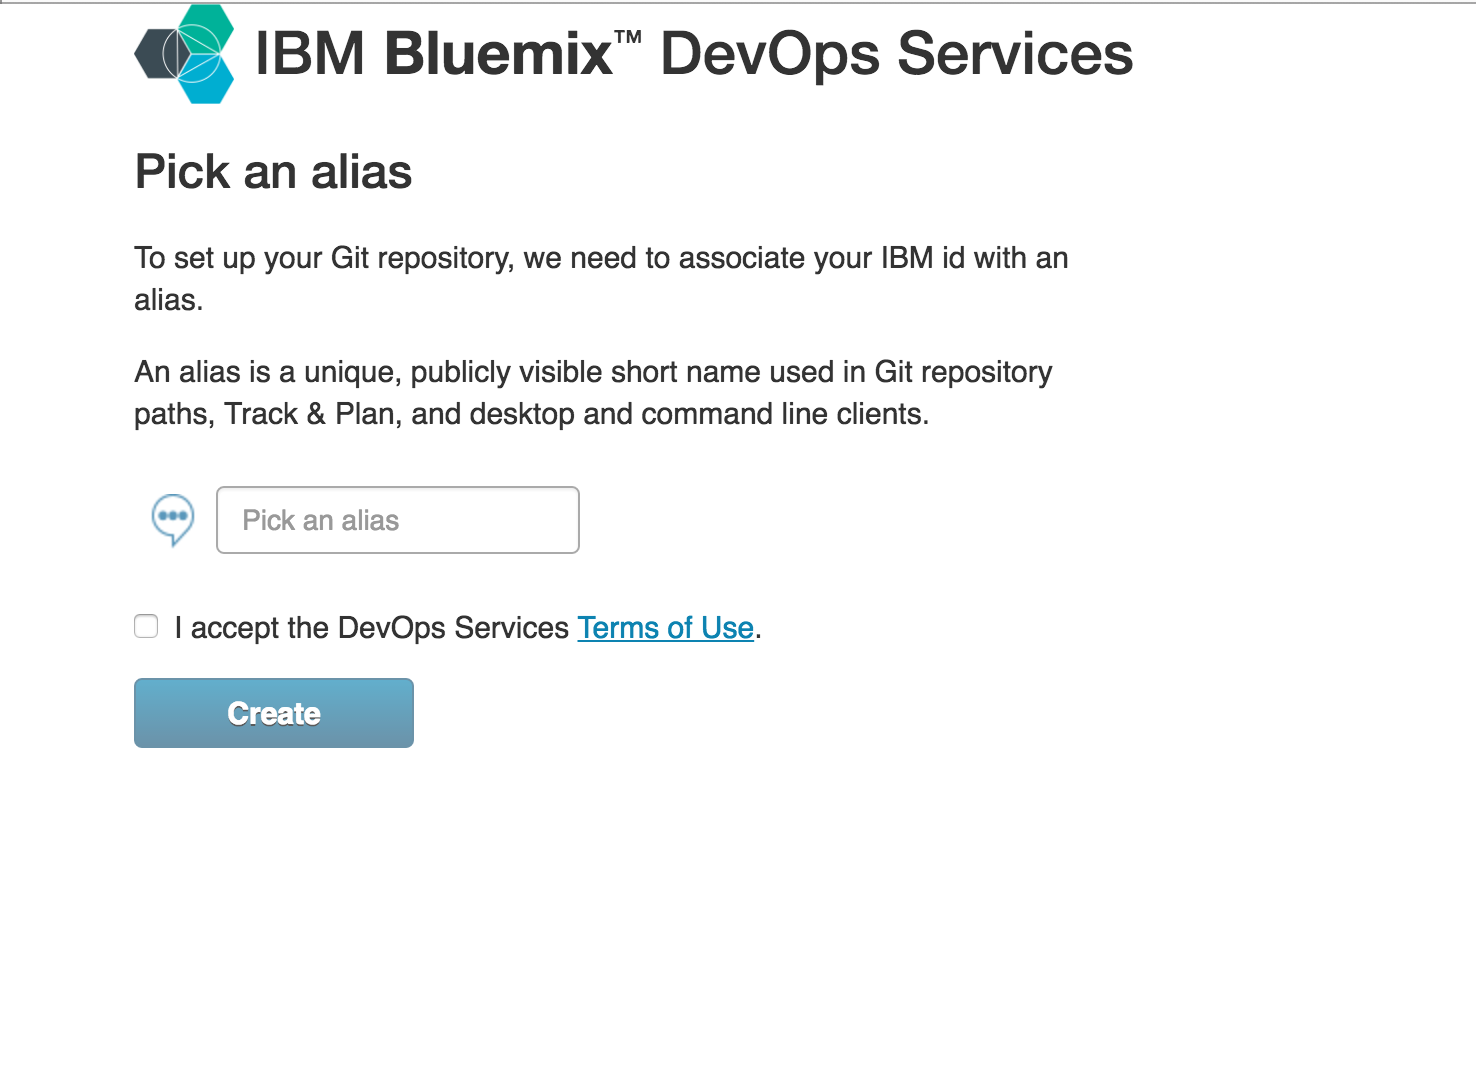 IBM Bluemix™ DevOps Services
Pick an alias
To set up your Git repository, we need to associate your IBM id with an
alias.
An alias is a unique, publicly visible short name used in Git repository
paths, Track & Plan, and desktop and command line clients.
Pick an alias
I accept the DevOps Services Terms of Use.
Create